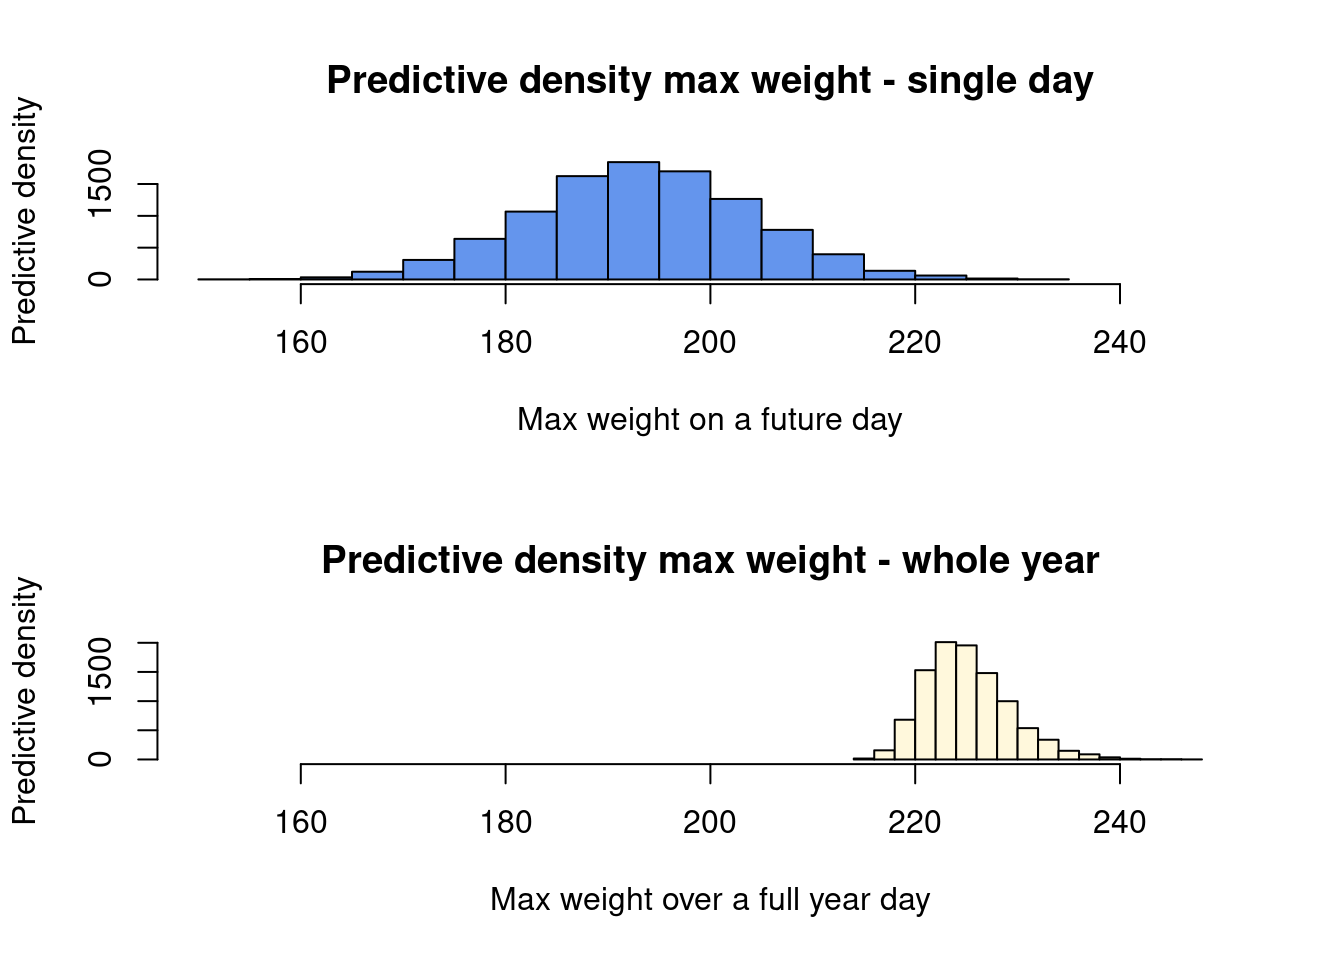 Predictive density max weight - single day
Predictive density
1500
0
160 180 200 220 240
Max weight on a future day
Predictive density max weight - whole year
Predictive density
1500
0
160 180 200 220 240
Max weight over a full year day